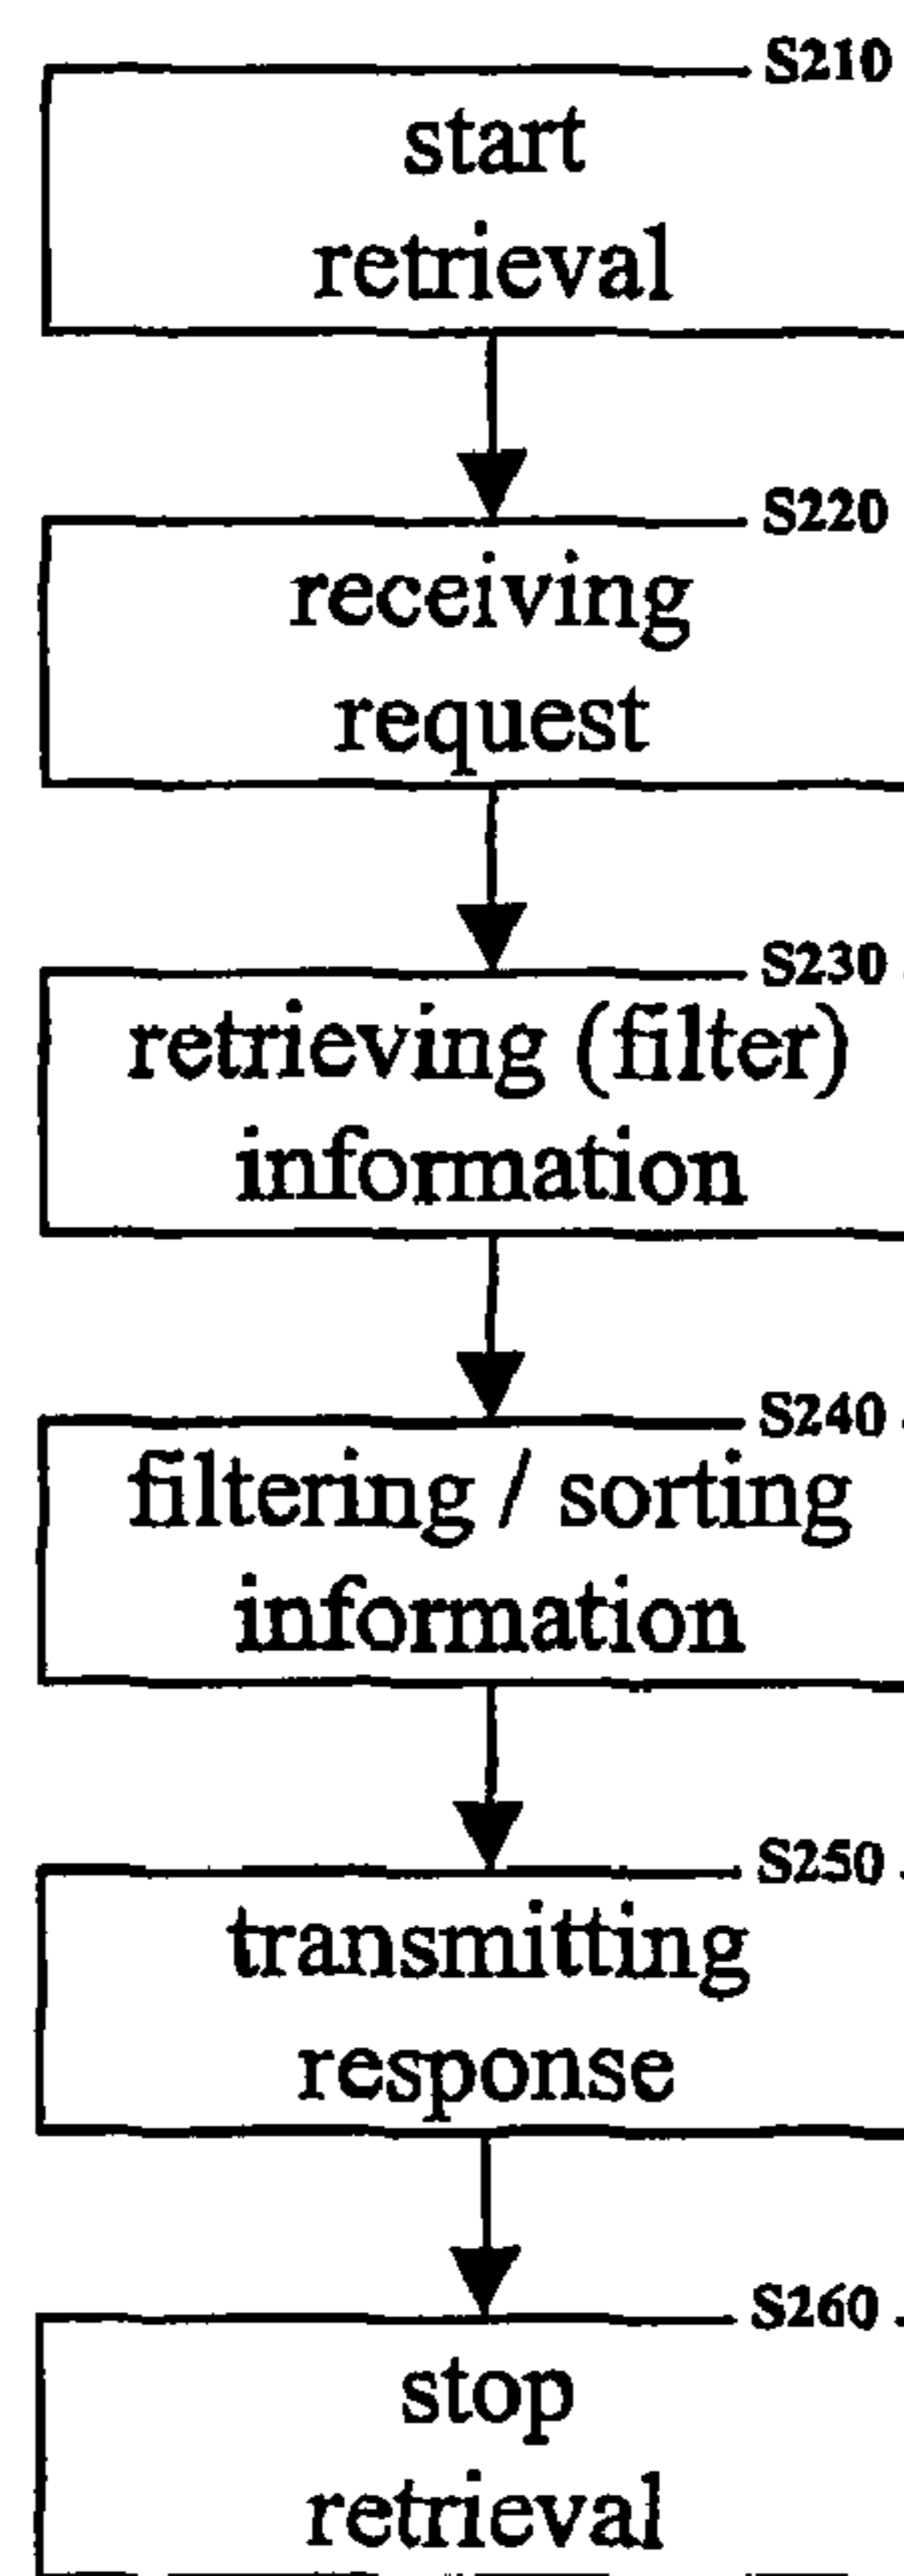 S210
start
retrieval
S220
receiving
request
S230
retrieving (filter)
information
S240
filtering / sorting
information
S250
transmitting
response
S260
stop
retrieval